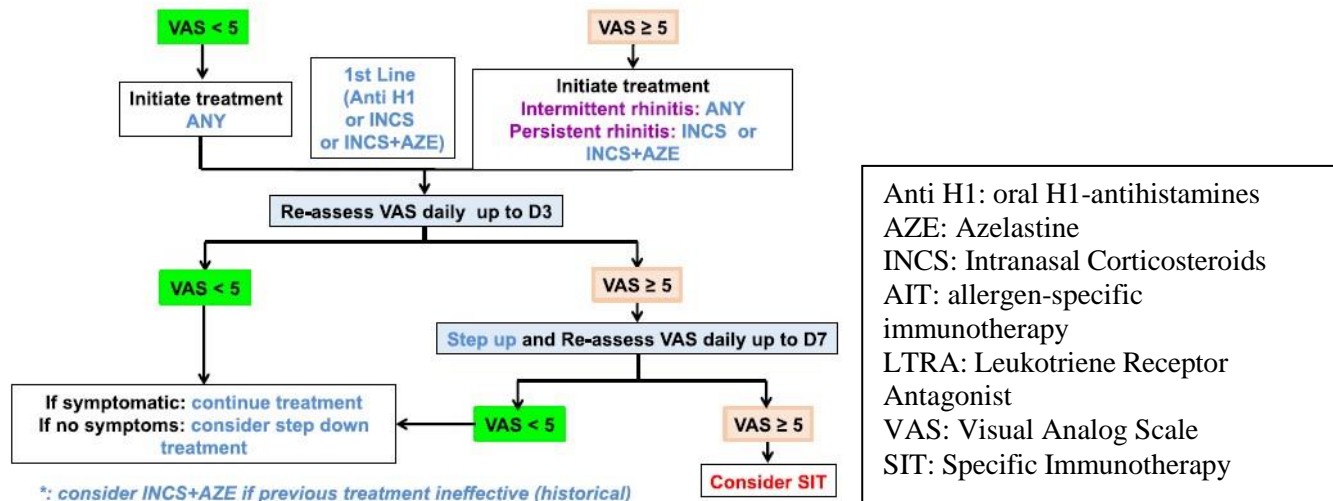 VAS < 5
VAS ≥ 5
Initiate treatment
ANY
1st Line
(Anti H1
or INCS
or INCS+AZE)
Initiate treatment
Intermittent rhinitis: ANY
Persistent rhinitis: INCS or
INCS+AZE
Re-assess VAS daily up to D3
VAS < 5
VAS ≥ 5
Step up and Re-assess VAS daily up to D7
If symptomatic: continue treatment
If no symptoms: consider step down
treatment
VAS < 5
VAS ≥ 5
Consider SIT
*: consider INCS+AZE if previous treatment ineffective (historical)
Anti H1: oral H1-antihistamines
AZE: Azelastine
INCS: Intranasal Corticosteroids
AIT: allergen-specific
immunotherapy
LTRA: Leukotriene Receptor
Antagonist
VAS: Visual Analog Scale
SIT: Specific Immunotherapy